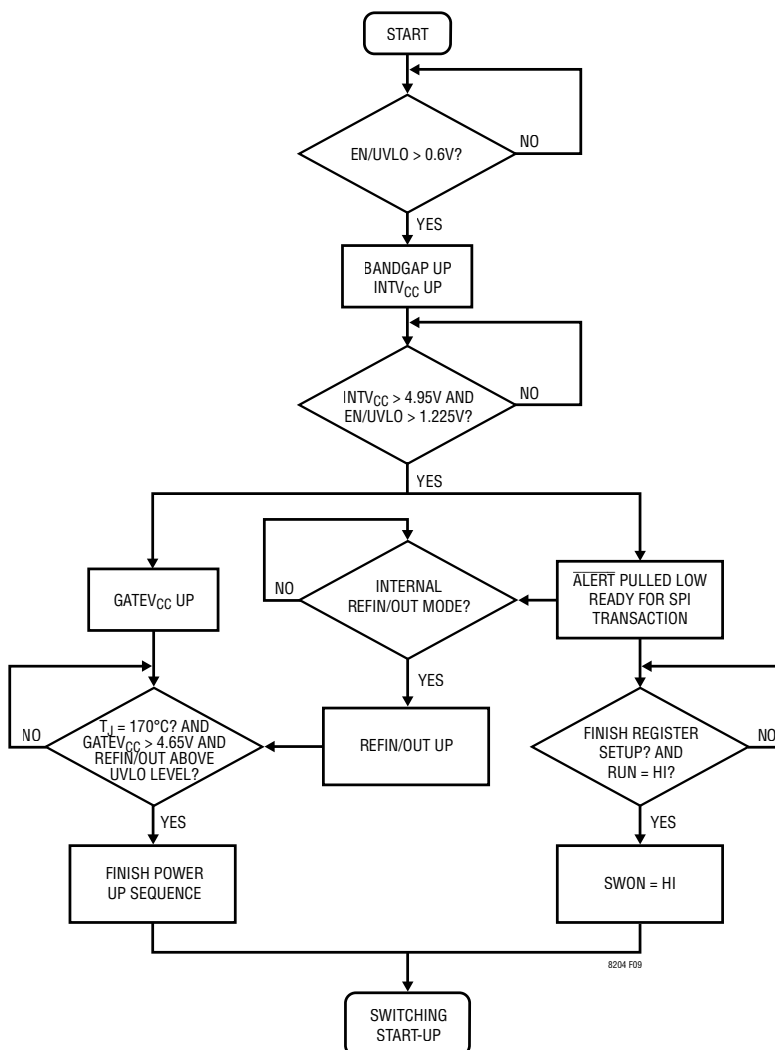 START
EN/UVLO > 0.6V?
NO
YES
BANDGAP UP
INTVCC UP
INTVCC > 4.95V AND
EN/UVLO > 1.225V?
NO
YES
GATEVCC UP
NO
INTERNAL
REFIN/OUT MODE?
ALERT PULLED LOW
READY FOR SPI
TRANSACTION
YES
NO
TJ = 170°C? AND
GATEVCC > 4.65V AND
REFIN/OUT ABOVE
UVLO LEVEL?
REFIN/OUT UP
FINISH REGISTER
SETUP? AND
RUN = HI?
NO
YES
YES
FINISH POWER
UP SEQUENCE
SWON = HI
8204 F09
SWITCHING
START-UP